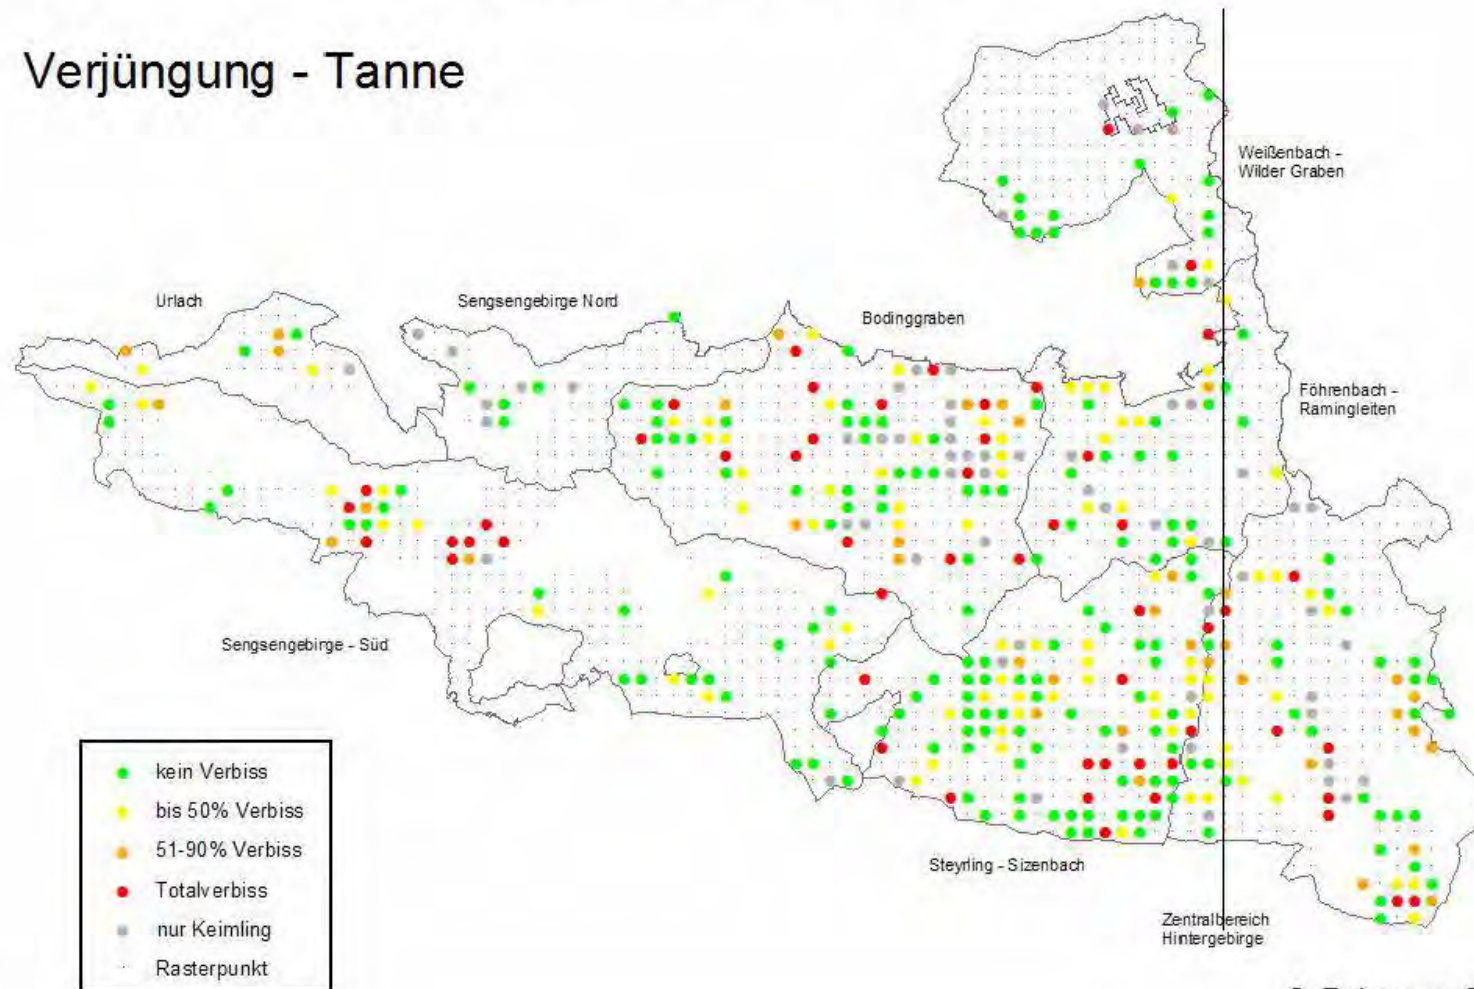 Verjüngung - Tanne
Weißenbach -
Wilder Graben
Urlach
Sengsengebirge Nord
Bodinggraben
Föhrenbach -
Ramingleiten
Sengsengebirge - Süd
Steyrling - Sizenbach
Zentralbereich
Hintergebirge
kein Verbiss
bis 50% Verbiss
51-90% Verbiss
Totalverbiss
nur Keimling
Rasterpunkt